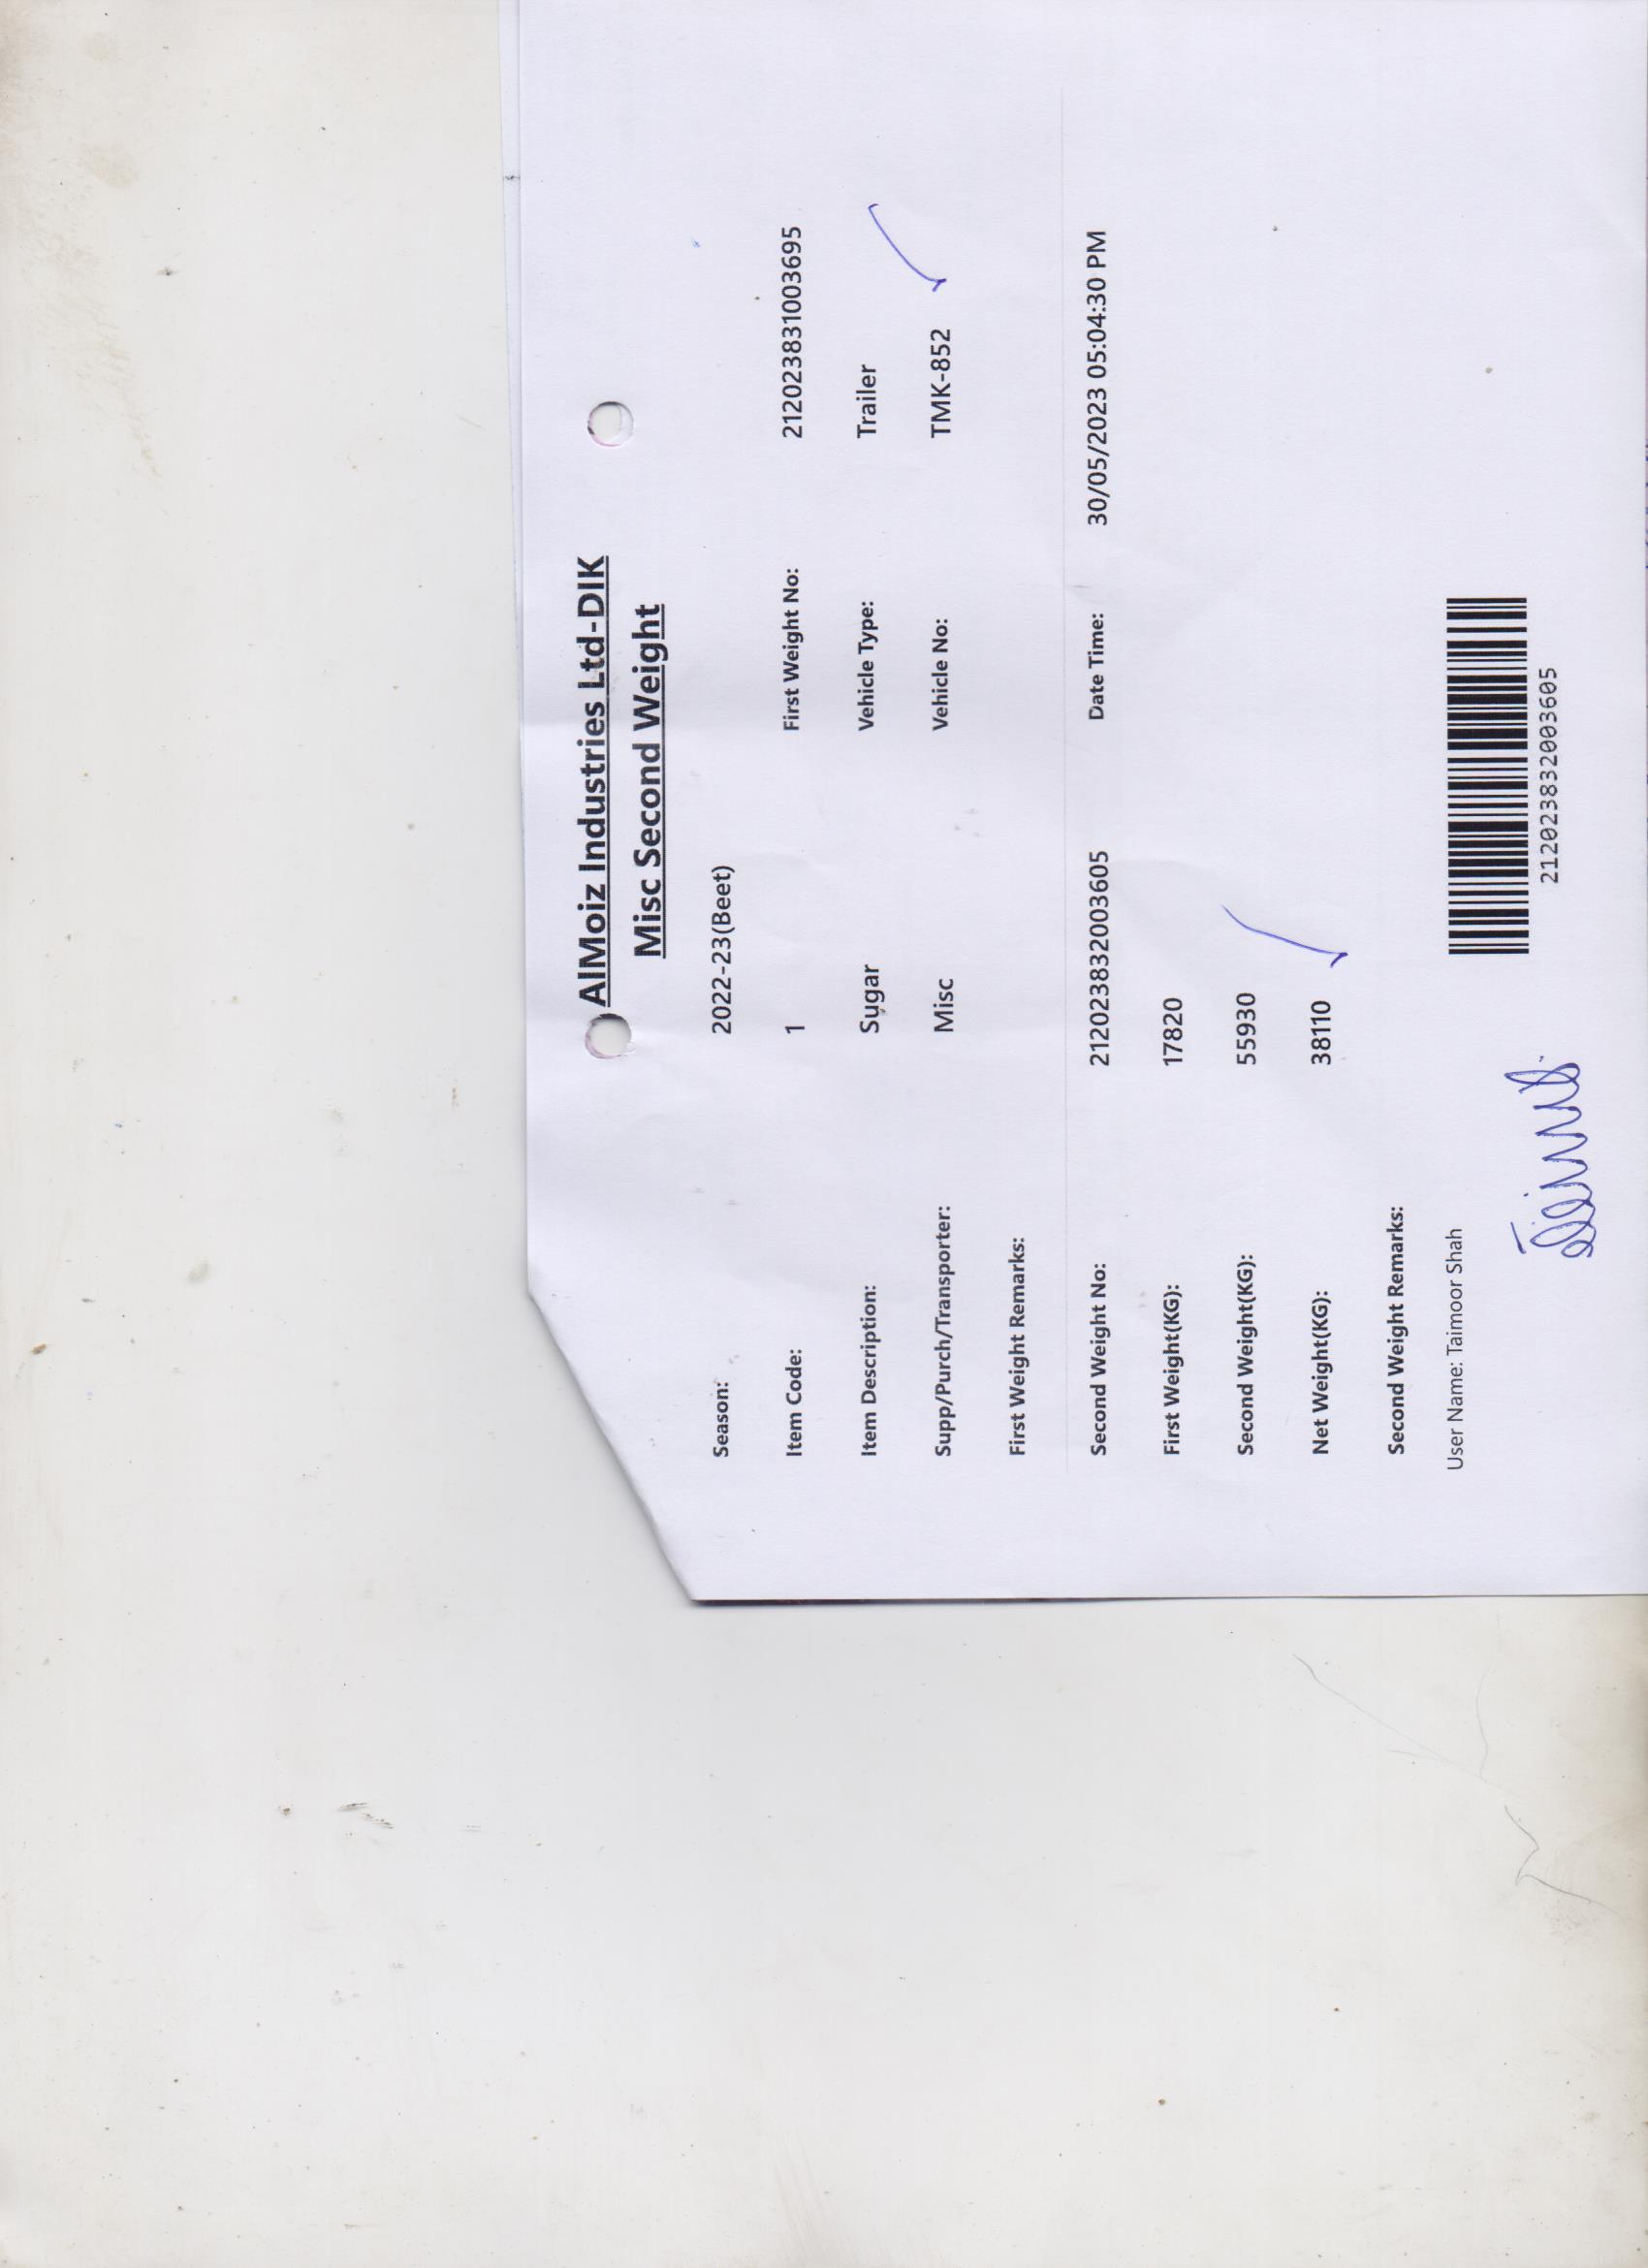 AlMoiz Industries Ltd-DIK
Misc Second Weight
Season: 2022-23(Beet)
Item Code: 1 First Weight No: 212023831003695
Item Description: Sugar Vehicle Type: Trailer
Supp/Purch/Transporter: Misc Vehicle No: TMK-852
First Weight Remarks:
Second Weight No: 212023832003605 Date Time: 30/05/2023 05:04:30 PM
First Weight(KG): 17820
Second Weight(KG): 55930
Net Weight(KG): 38110
Second Weight Remarks:
User Name: Taimoor Shah
212023832003605